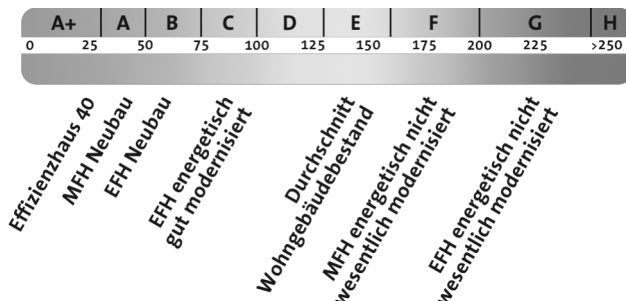 A+ A B C D E F G H
0 25 50 75 100 125 150 175 200 225 >250
Effizienzhaus 40
MFH Neubau
EFH Neubau
EFH energetisch
gut modernisiert
Durchschnitt
Wohngebäudebestand
MFH energetisch nicht
wesentlich modernisiert
EFH energetisch nicht
wesentlich modernisiert